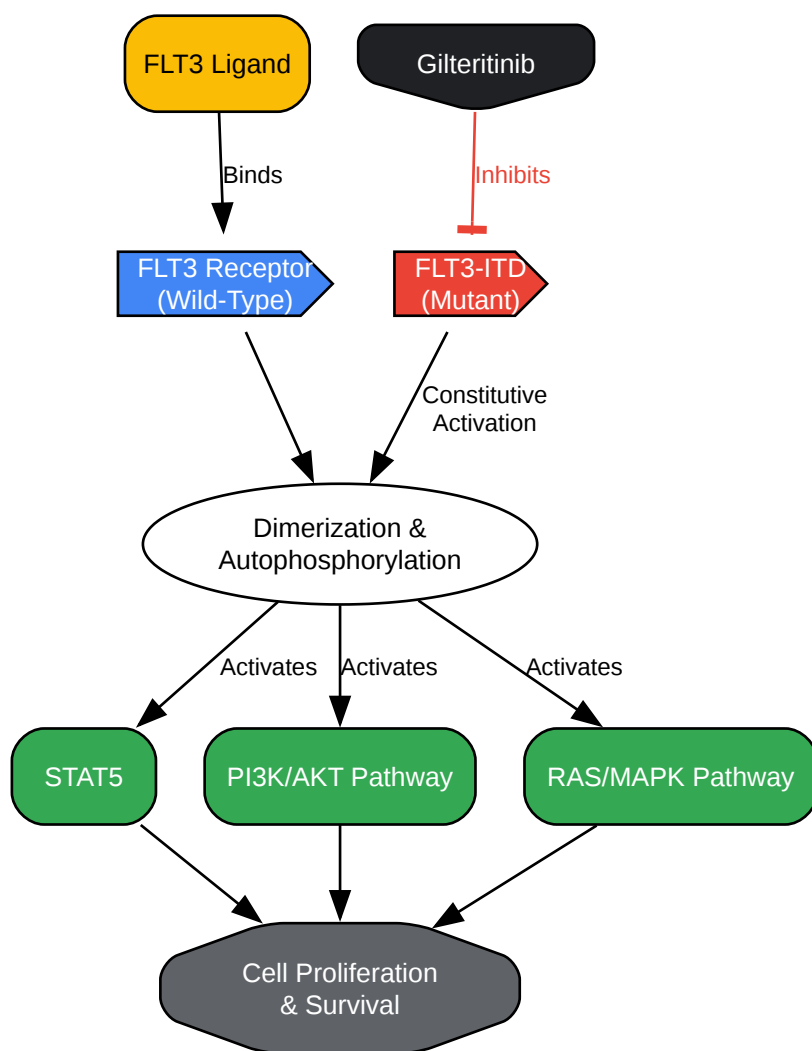 FLT3 Ligand
Gilteritinib
Binds
Inhibits
FLT3 Receptor
(Wild-Type)
FLT3-ITD
(Mutant)
Constitutive
Activation
Dimerization &
Autophosphorylation
Activates
Activates
Activates
STAT5
PI3K/AKT Pathway
RAS/MAPK Pathway
Cell Proliferation
& Survival